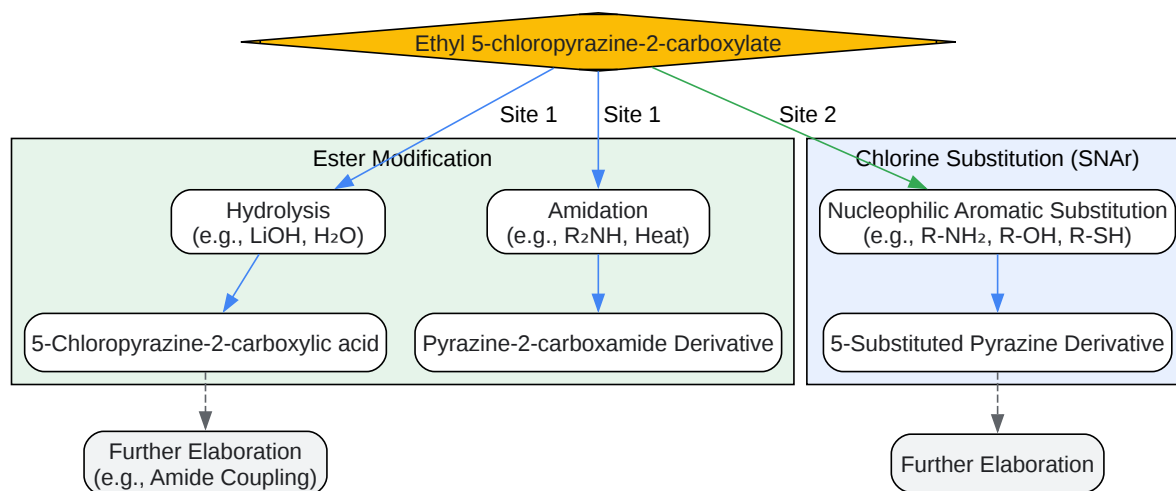 Ethyl 5-chloropyrazine-2-carboxylate
Site 1
Site 1
Site 2
Ester Modification
Chlorine Substitution (SNAr)
Hydrolysis
(e.g., LiOH, H₂O)
Amidation
(e.g., R₂NH, Heat)
Nucleophilic Aromatic Substitution
(e.g., R-NH₂, R-OH, R-SH)
5-Chloropyrazine-2-carboxylic acid
Pyrazine-2-carboxamide Derivative
5-Substituted Pyrazine Derivative
Further Elaboration
(e.g., Amide Coupling)
Further Elaboration